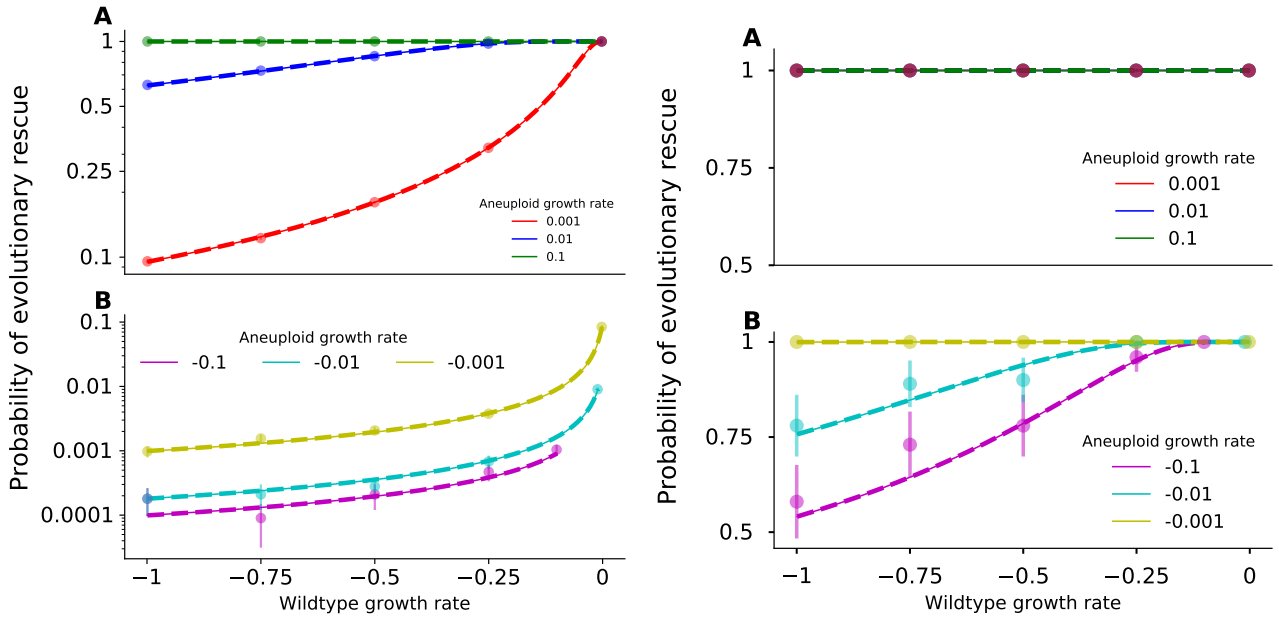 A
1
0.5
0.25
0.1
Aneuploid growth rate
0.001
0.01
0.1
B
0.1
0.01
0.001
0.0001
Aneuploid growth rate
-0.1 -0.01 -0.001
−1 −0.75 −0.5 −0.25 0
Wildtype growth rate
Probability of evolutionary rescue
A
1
0.75
0.5
Aneuploid growth rate
0.001
0.01
0.1
B
1
0.75
0.5
Aneuploid growth rate
-0.1
-0.01
-0.001
−1 −0.75 −0.5 −0.25 0
Wildtype growth rate
Probability of evolutionary rescue